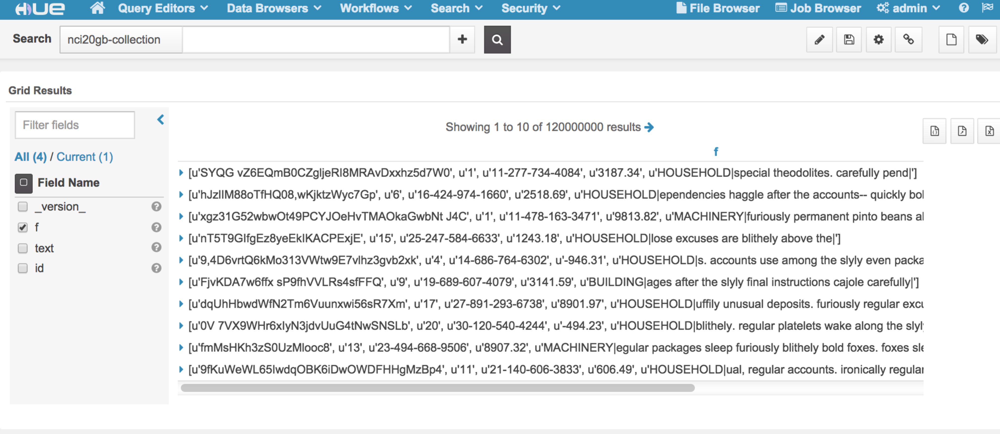 HUE Query Editors Data Browsers Workflows Search Security File Browser Job Browser admin
Search nci20gb-collection
Grid Results
Filter fields
Showing 1 to 10 of 120000000 results
All (4) / Current (1)
f
Field Name
_version_
f
text
id
[u'SYQG vZ6EQmB0CZgljeRI8MRAvDxxhz5d7W0', u'1', u'11-277-734-4084', u'3187.34', u'HOUSEHOLD|special theodolites. carefully pend|']
[u'hJzlIM88oTfHQ08,wKjktzWyc7Gp', u'6', u'16-424-974-1660', u'2518.69', u'HOUSEHOLD|ependencies haggle after the accounts-- quickly bol
[u'xgz31G52wbwOt49PCYJOeHvTMAOkaGwbNt J4C', u'1', u'11-478-163-3471', u'9813.82', u'MACHINERY|furiously permanent pinto beans al
[u'nT5T9GIfgEz8yeEkIKACPExjE', u'15', u'25-247-584-6633', u'1243.18', u'HOUSEHOLD|lose excuses are blithely above the|']
[u'9,4D6vrtQ6kMo313VWtw9E7vlhz3gvb2xk', u'4', u'14-686-764-6302', u'-946.31', u'HOUSEHOLD|s. accounts use among the slyly even packa
[u'FjvKDA7w6ffx sP9fhVVLRs4sfFFQ', u'9', u'19-689-607-4079', u'3141.59', u'BUILDING|ages after the slyly final instructions cajole carefully|']
[u'dqUhHbwdWfN2Tm6Vuunxwi56sR7Xm', u'17', u'27-891-293-6738', u'8901.97', u'HOUSEHOLD|uffily unusual deposits. furiously regular excu
[u'0V 7VX9WHr6xIyN3jdvUuG4tNwSNSLb', u'20', u'30-120-540-4244', u'-494.23', u'HOUSEHOLD|blithely. regular platelets wake along the slyly
[u'fmMsHKh3zS0UzMlooc8', u'13', u'23-494-668-9506', u'8907.32', u'MACHINERY|egular packages sleep furiously blithely bold foxes. foxes sle
[u'9fKuWeWL65lwdqOBK6iDwOWDFHHgMzBp4', u'11', u'21-140-606-3833', u'606.49', u'HOUSEHOLD|ual, regular accounts. ironically regular